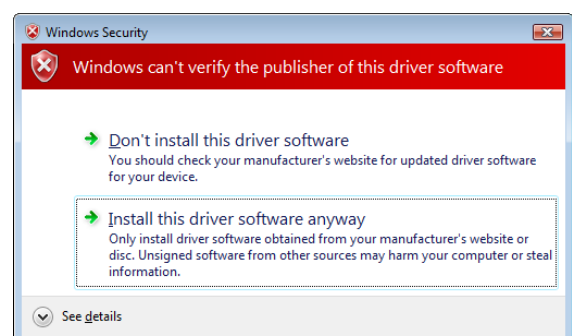 Windows Security
Windows can't verify the publisher of this driver software
Don't install this driver software
You should check your manufacturer's website for updated driver software
for your device.
Install this driver software anyway
Only install driver software obtained from your manufacturer's website or
disc. Unsigned software from other sources may harm your computer or steal
information.
See details